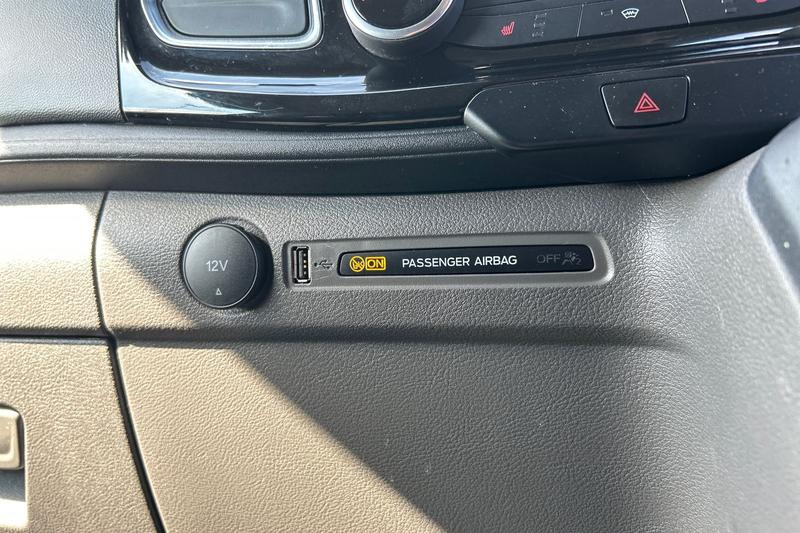 12V
ON PASSENGER AIRBAG OFF